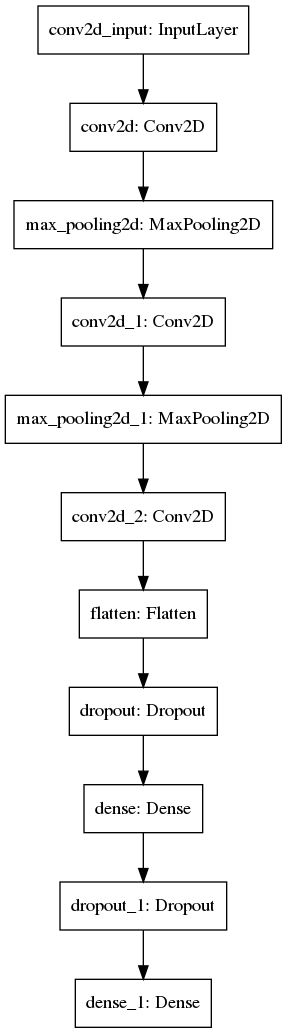 conv2d_input: InputLayer
conv2d: Conv2D
max_pooling2d: MaxPooling2D
conv2d_1: Conv2D
max_pooling2d_1: MaxPooling2D
conv2d_2: Conv2D
flatten: Flatten
dropout: Dropout
dense: Dense
dropout_1: Dropout
dense_1: Dense